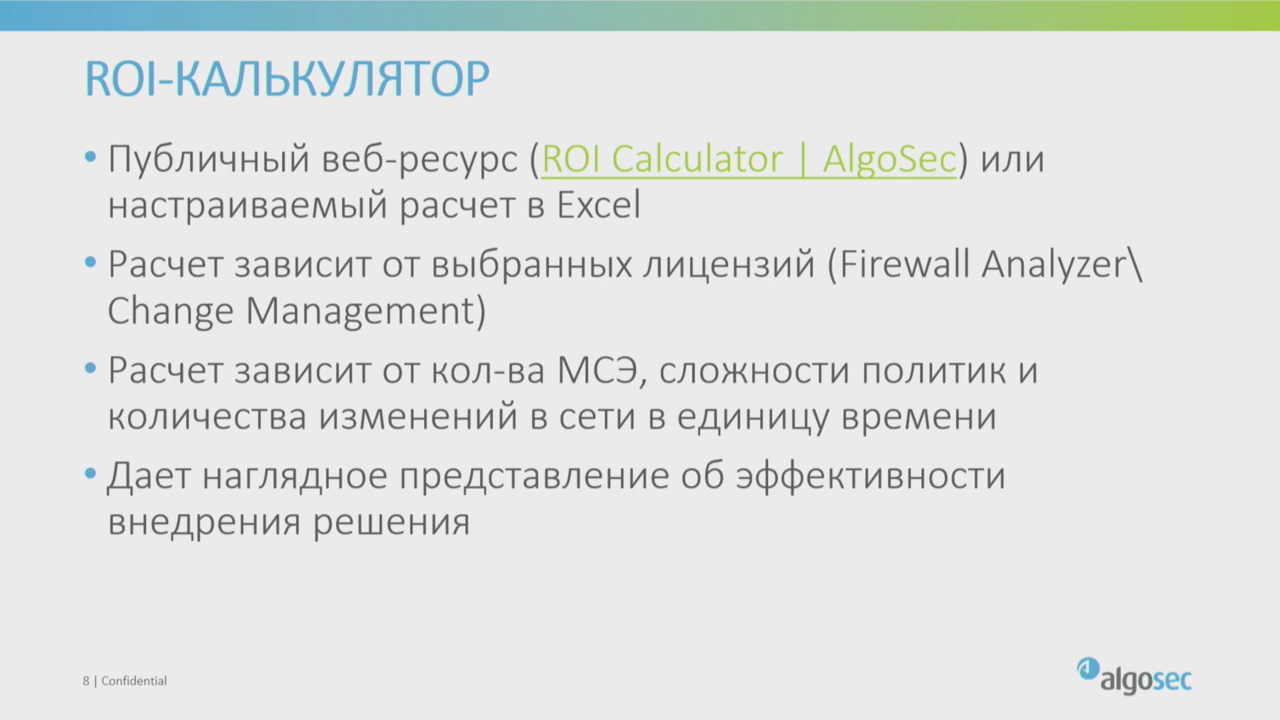 ROI-КАЛЬКУЛЯТОР
• Публичный веб-ресурс (ROI Calculator | AlgoSec) или
настраиваемый расчет в Excel
• Расчет зависит от выбранных лицензий (Firewall Analyzer\
Change Management)
• Расчет зависит от кол-ва МСЭ, сложности политик и
количества изменений в сети в единицу времени
• Дает наглядное представление об эффективности
внедрения решения
8 | Confidential
algosec